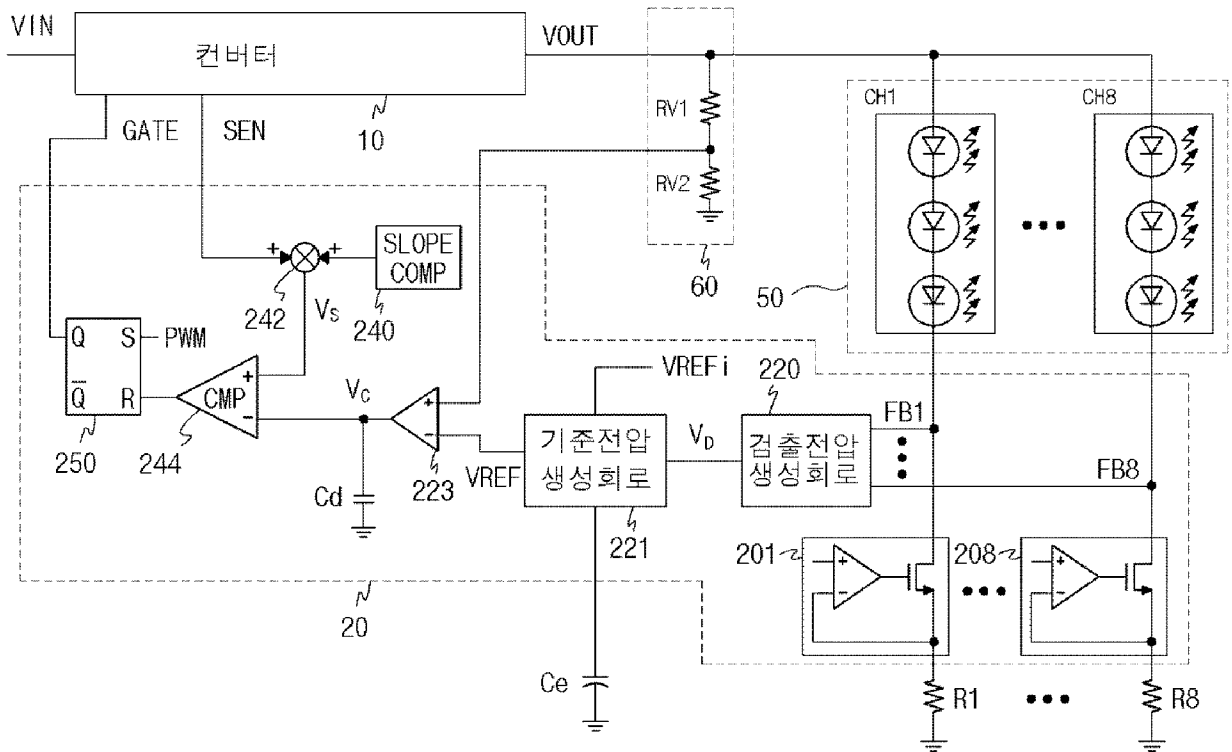 VIN
컨버터
VOUT
GATE
SEN
10
RV1
RV2
60
CH1
CH8
50
+
+
SLOPE
COMP
242
VS
240
Q
S
PWM
Q̅
R
250
CMP
+
-
244
VC
Cd
+
-
223
VREF
VREFi
기준전압
생성회로
221
VD
220
검출전압
생성회로
FB1
FB8
201
+
-
208
+
-
20
Ce
R1
R8